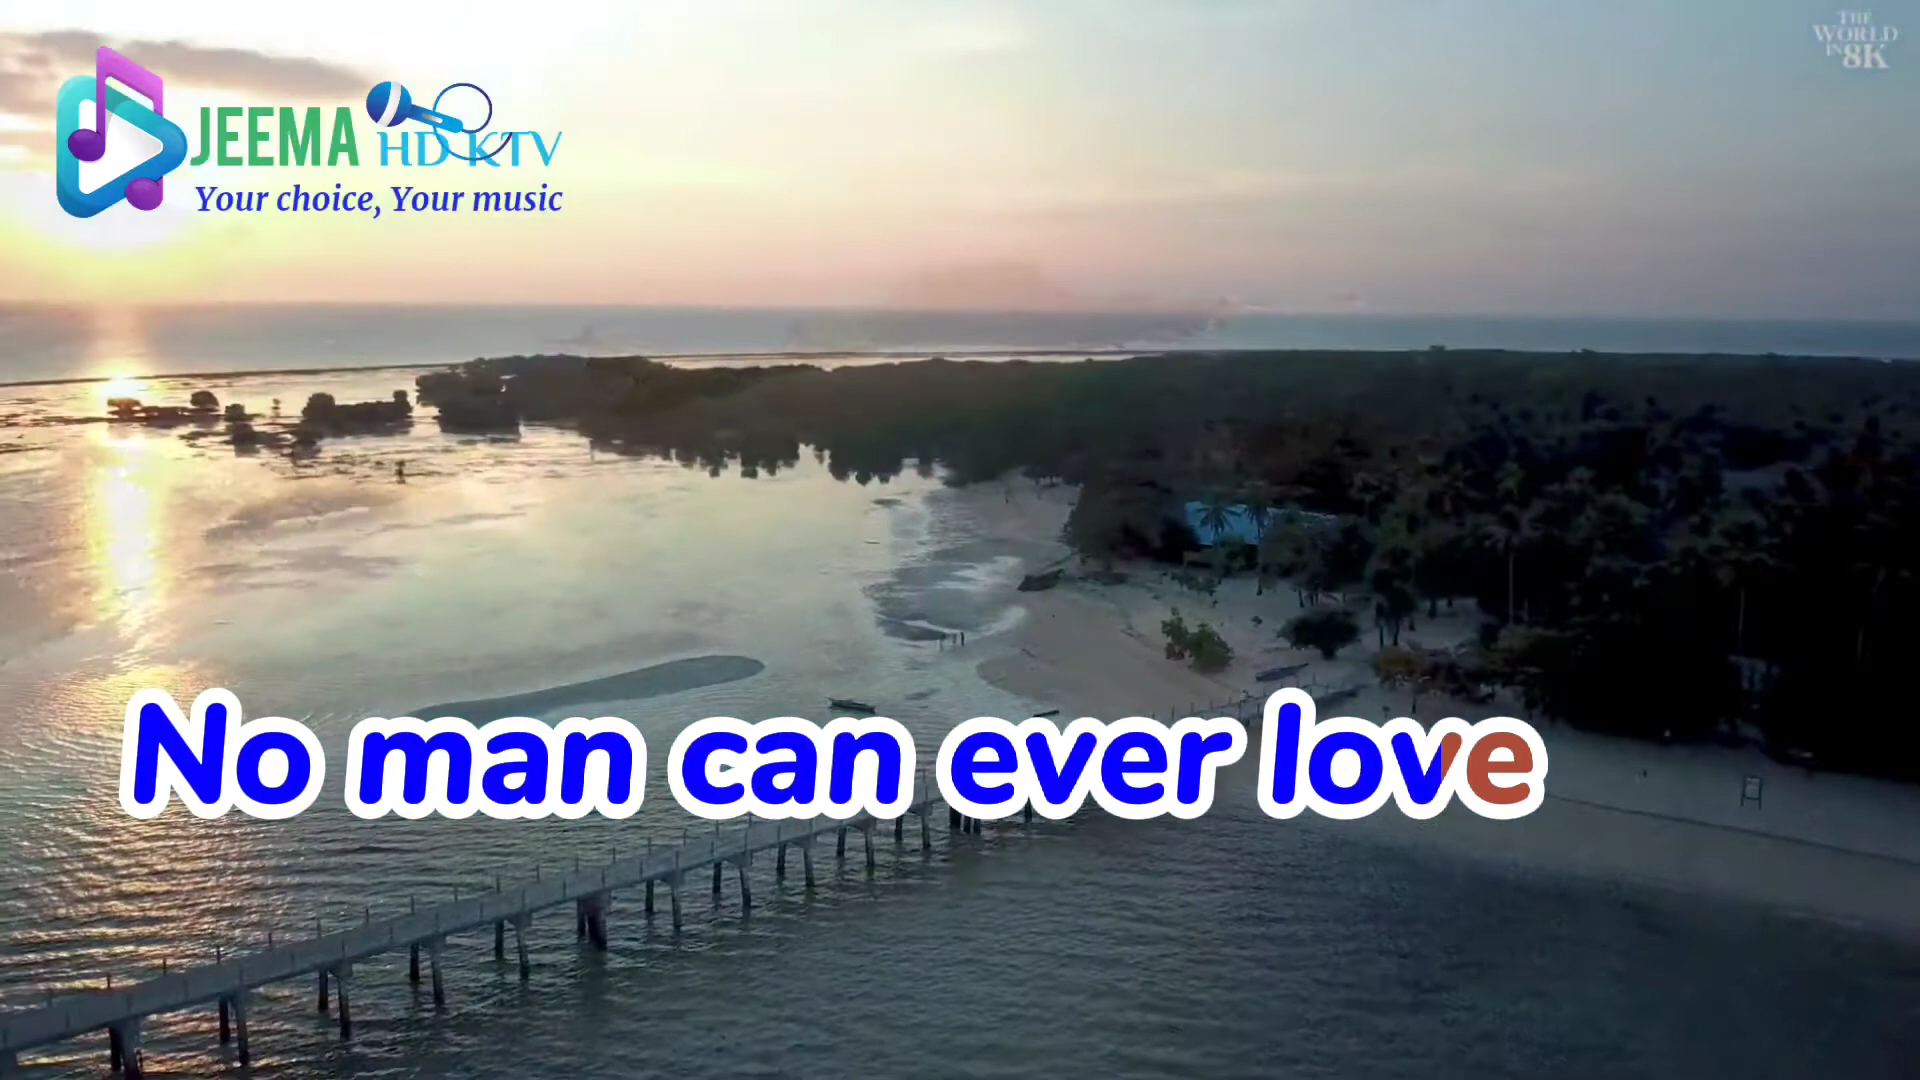 THE
WORLD
IN 8K
JEEMA HD KTV
Your choice, Your music
No man can ever love